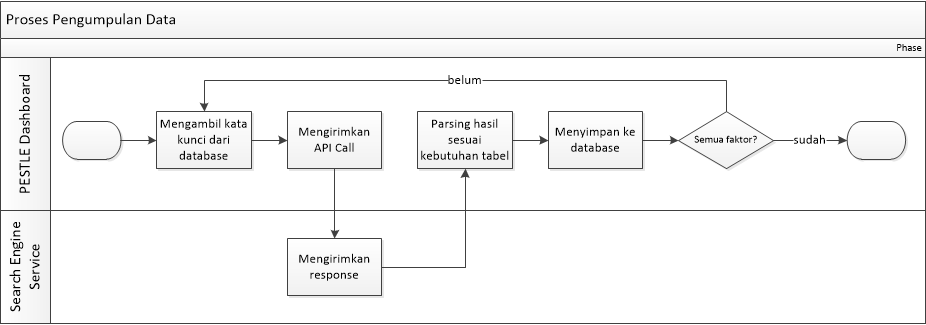 Proses Pengumpulan Data
Phase
PESTLE Dashboard
belum
Mengambil kata
kunci dari
database
Mengirimkan
API Call
Parsing hasil
sesuai
kebutuhan tabel
Menyimpan ke
database
Semua faktor?
sudah
Search Engine
Service
Mengirimkan
response